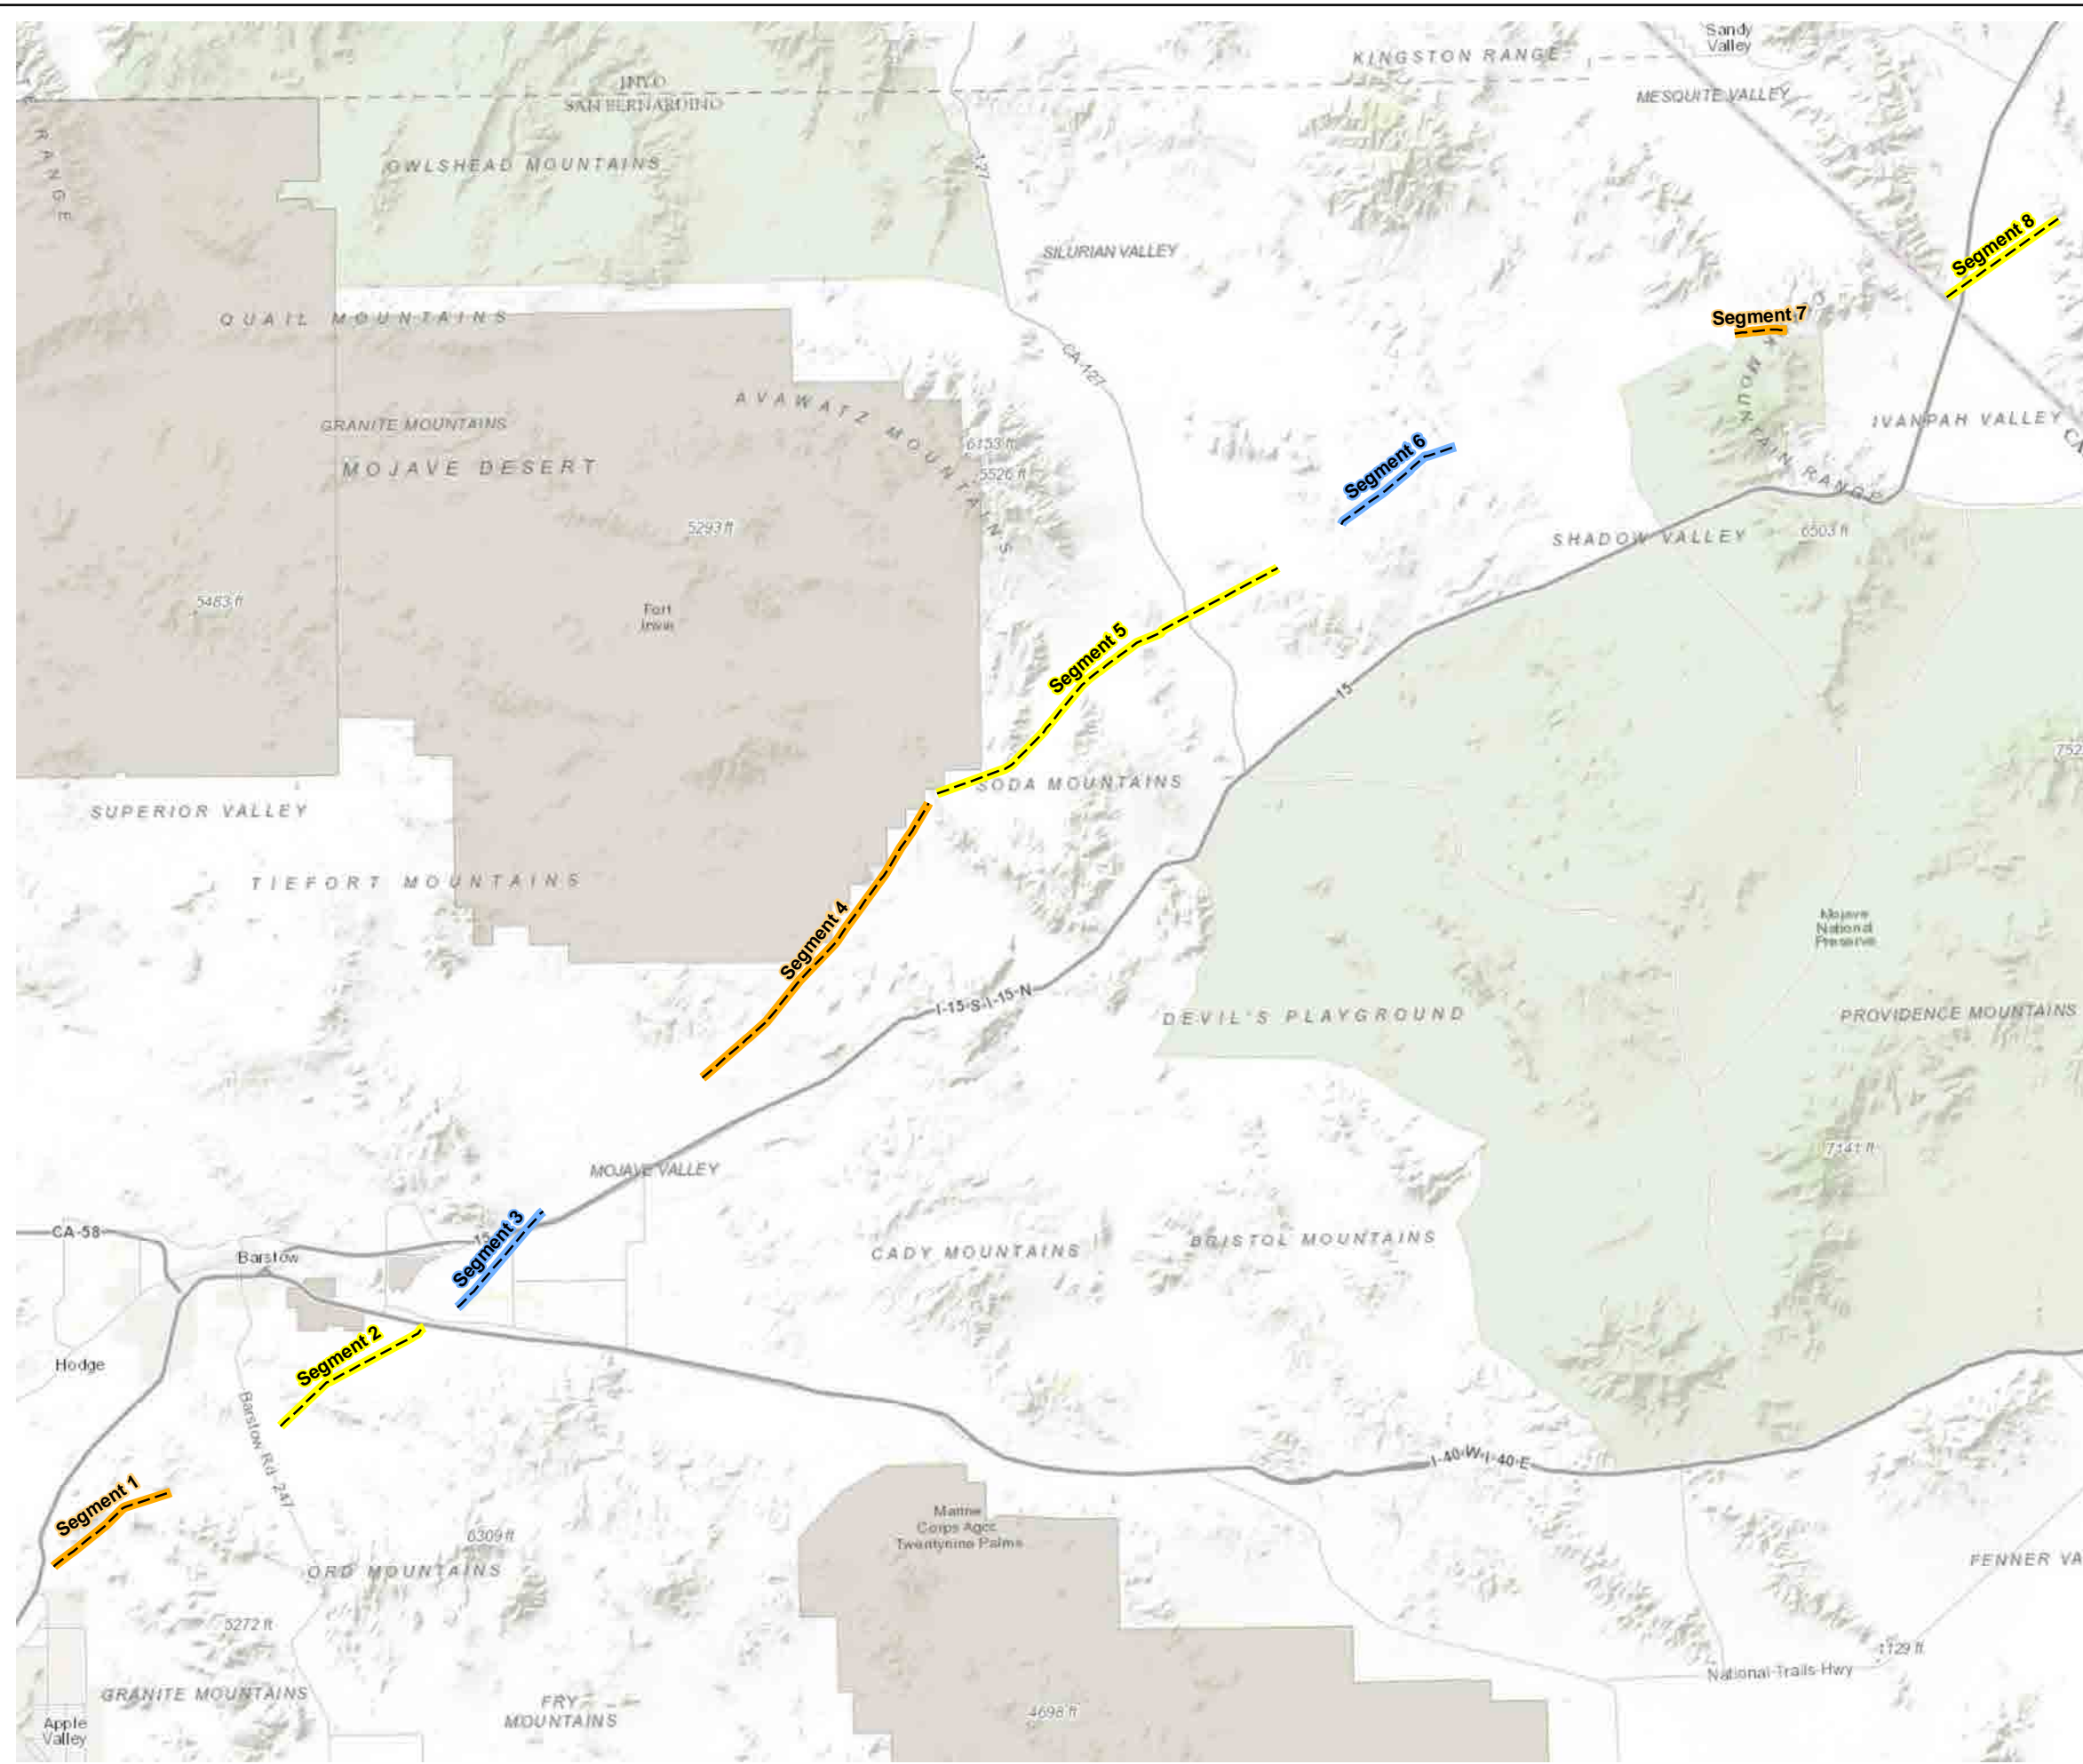 Sandy
Valley
KINGSTON RANGE
INYO
SAN BERNARDINO
MESQUITE VALLEY
RANGE
OWLSHEAD MOUNTAINS
127
SILURIAN VALLEY
Segment 8
QUAIL MOUNTAINS
Segment 7
CA-127
AVAWATZ MOUNTAINS
GRANITE MOUNTAINS
IVANPAH VALLEY
MOUNTAIN RANGE
6153 ft
MOJAVE DESERT
5526 ft
Segment 6
5293 ft
SHADOW VALLEY
6503 ft
5483 ft
Fort
Irwin
Segment 5
15
752
SODA MOUNTAINS
SUPERIOR VALLEY
TIEFORT MOUNTAINS
Segment 4
Mojave
National
Preserve
I-15-S-I-15-N
DEVIL'S PLAYGROUND
PROVIDENCE MOUNTAINS
7141 ft
MOJAVE VALLEY
CA-58
15
Segment 3
Barstow
CADY MOUNTAINS
BRISTOL MOUNTAINS
Segment 2
Hodge
Barstow Rd 247
I-40-W-I-40-E
Segment 1
Marine
Corps Agcc
Twentynine Palms
6309 ft
ORD MOUNTAINS
FENNER VA
5272 ft
1129 ft
National-Trails-Hwy
GRANITE MOUNTAINS
FRY
MOUNTAINS
4698 ft
Apple
Valley